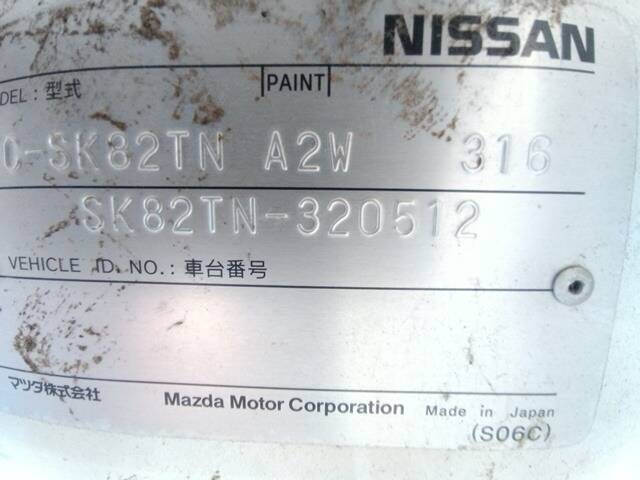 NISSAN
DEL : 型式 PAINT
C-SK82TN A2W 316
SK82TN-320512
VEHICLE ID. NO. : 車台番号
マツダ株式会社 Mazda Motor Corporation Made in Japan
(S06C)